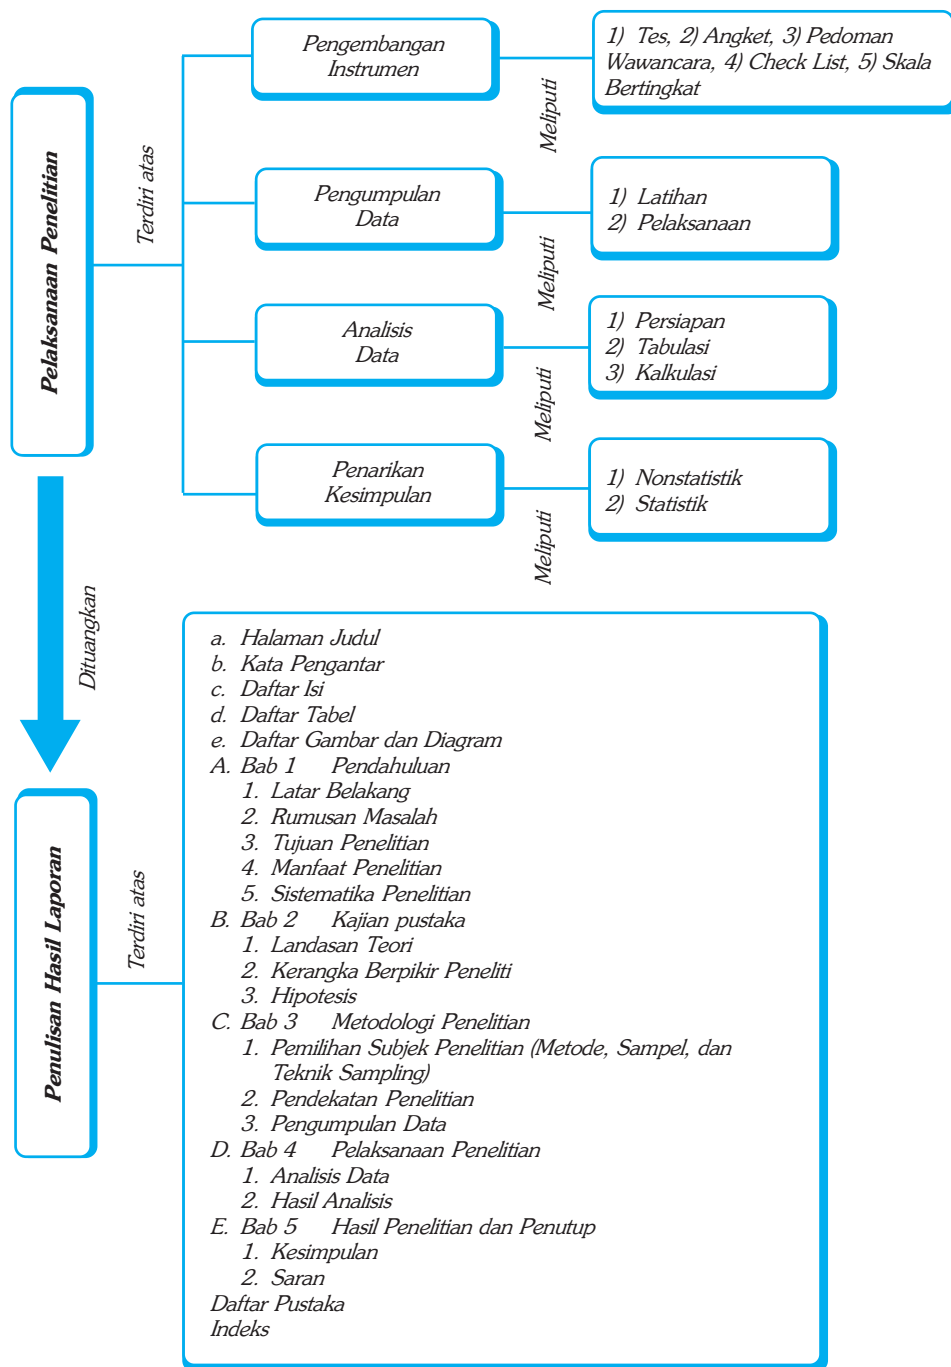 Pelaksanaan Penelitian
Terdiri atas
Pengembangan
Instrumen
Meliputi
1) Tes, 2) Angket, 3) Pedoman
Wawancara, 4) Check List, 5) Skala
Bertingkat
Pengumpulan
Data
Meliputi
1) Latihan
2) Pelaksanaan
Analisis
Data
Meliputi
1) Persiapan
2) Tabulasi
3) Kalkulasi
Penarikan
Kesimpulan
Meliputi
1) Nonstatistik
2) Statistik
Dituangkan
Penulisan Hasil Laporan
Terdiri atas
a. Halaman Judul
b. Kata Pengantar
c. Daftar Isi
d. Daftar Tabel
e. Daftar Gambar dan Diagram
A. Bab 1 Pendahuluan
1. Latar Belakang
2. Rumusan Masalah
3. Tujuan Penelitian
4. Manfaat Penelitian
5. Sistematika Penelitian
B. Bab 2 Kajian pustaka
1. Landasan Teori
2. Kerangka Berpikir Peneliti
3. Hipotesis
C. Bab 3 Metodologi Penelitian
1. Pemilihan Subjek Penelitian (Metode, Sampel, dan
Teknik Sampling)
2. Pendekatan Penelitian
3. Pengumpulan Data
D. Bab 4 Pelaksanaan Penelitian
1. Analisis Data
2. Hasil Analisis
E. Bab 5 Hasil Penelitian dan Penutup
1. Kesimpulan
2. Saran
Daftar Pustaka
Indeks